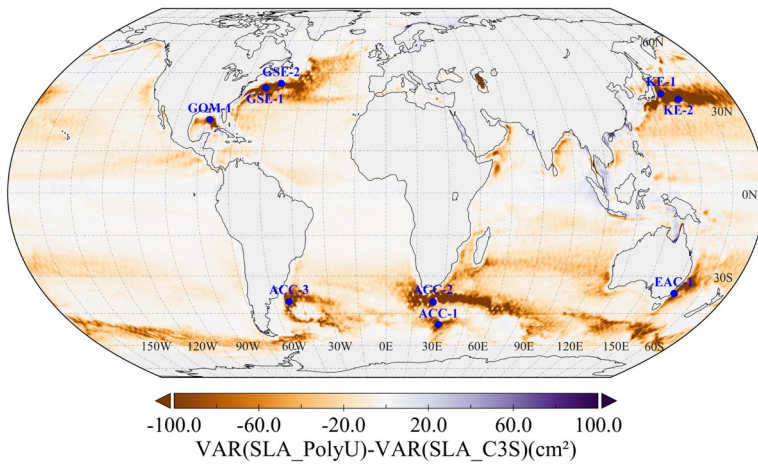 60N
GSE-2
KE-1
GSE-1
KE-2
30N
GOM-1
0N
30S
ACC-3
ACC-2
EAC-1
ACC-1
150W 120W 90W 60W 30W 0E 30E 60E 90E 120E 150E 60S
-100.0 -60.0 -20.0 20.0 60.0 100.0
VAR(SLA_PolyU)-VAR(SLA_C3S)(cm²)